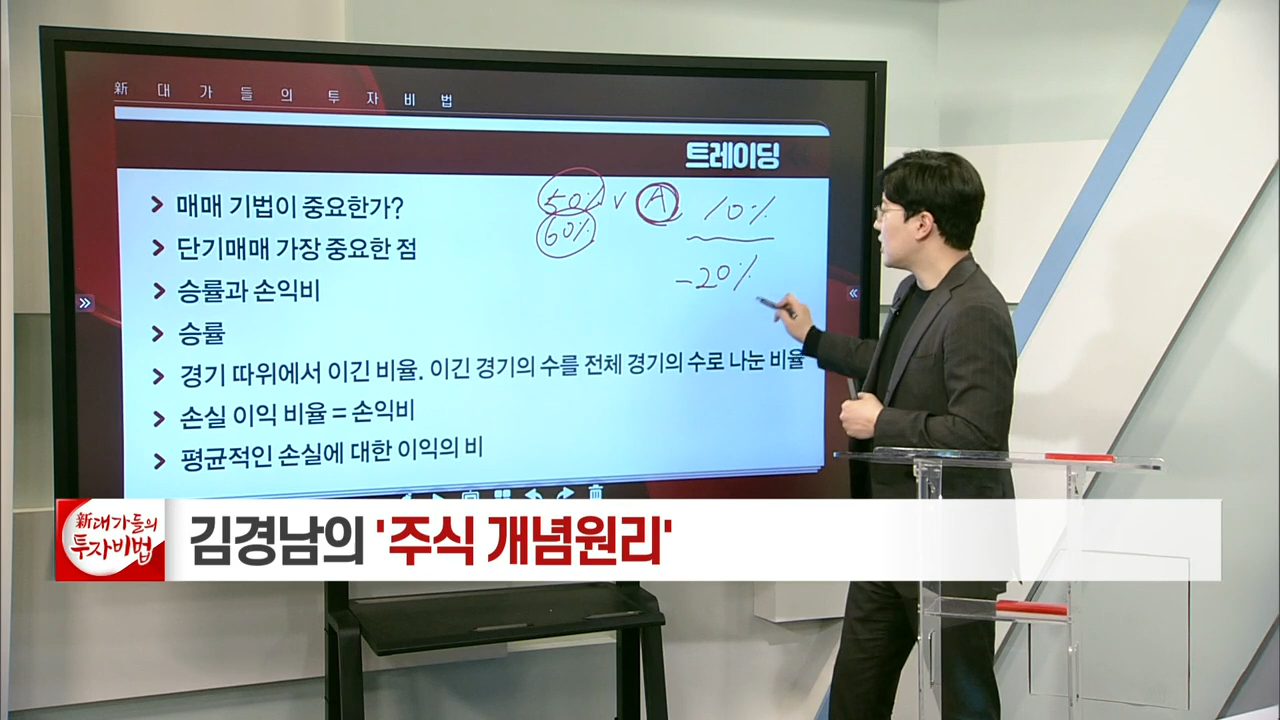 新 대 가 들 의 투 자 비 법
트레이딩
매매 기법이 중요한가?
50% v A 10%
60%
단기매매 가장 중요한 점
-20%
승률과 손익비
승률
경기 따위에서 이긴 비율. 이긴 경기의 수를 전체 경기의 수로 나눈 비율
손실 이익 비율 = 손익비
평균적인 손실에 대한 이익의 비
新대가들의
투자비법
김경남의 '주식 개념원리'